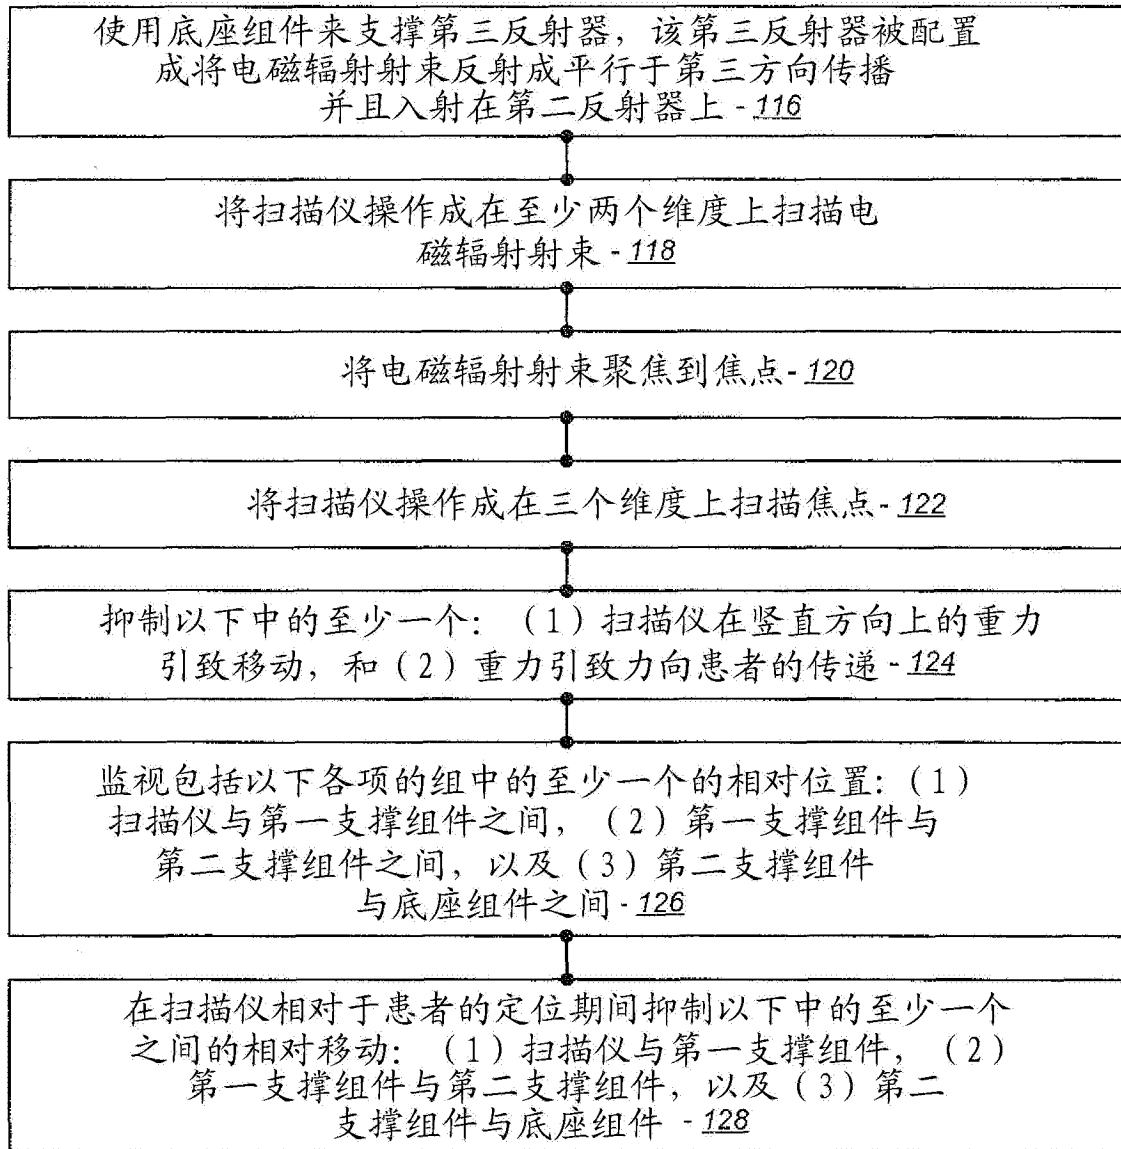 使用底座组件来支撑第三反射器，该第三反射器被配置
成将电磁辐射射束反射成平行于第三方向传播
并且入射在第二反射器上 - 116
将扫描仪操作成在至少两个维度上扫描电
磁辐射射束 - 118
将电磁辐射射束聚焦到焦点- 120
将扫描仪操作成在三个维度上扫描焦点- 122
抑制以下中的至少一个：（1）扫描仪在竖直方向上的重力
引致移动，和（2）重力引致力向患者的传递 - 124
监视包括以下各项的组中的至少一个的相对位置：（1）
扫描仪与第一支撑组件之间，（2）第一支撑组件与
第二支撑组件之间，以及（3）第二支撑组件
与底座组件之间 - 126
在扫描仪相对于患者的定位期间抑制以下中的至少一个
之间的相对移动：（1）扫描仪与第一支撑组件，（2）
第一支撑组件与第二支撑组件，以及（3）第二
支撑组件与底座组件 - 128